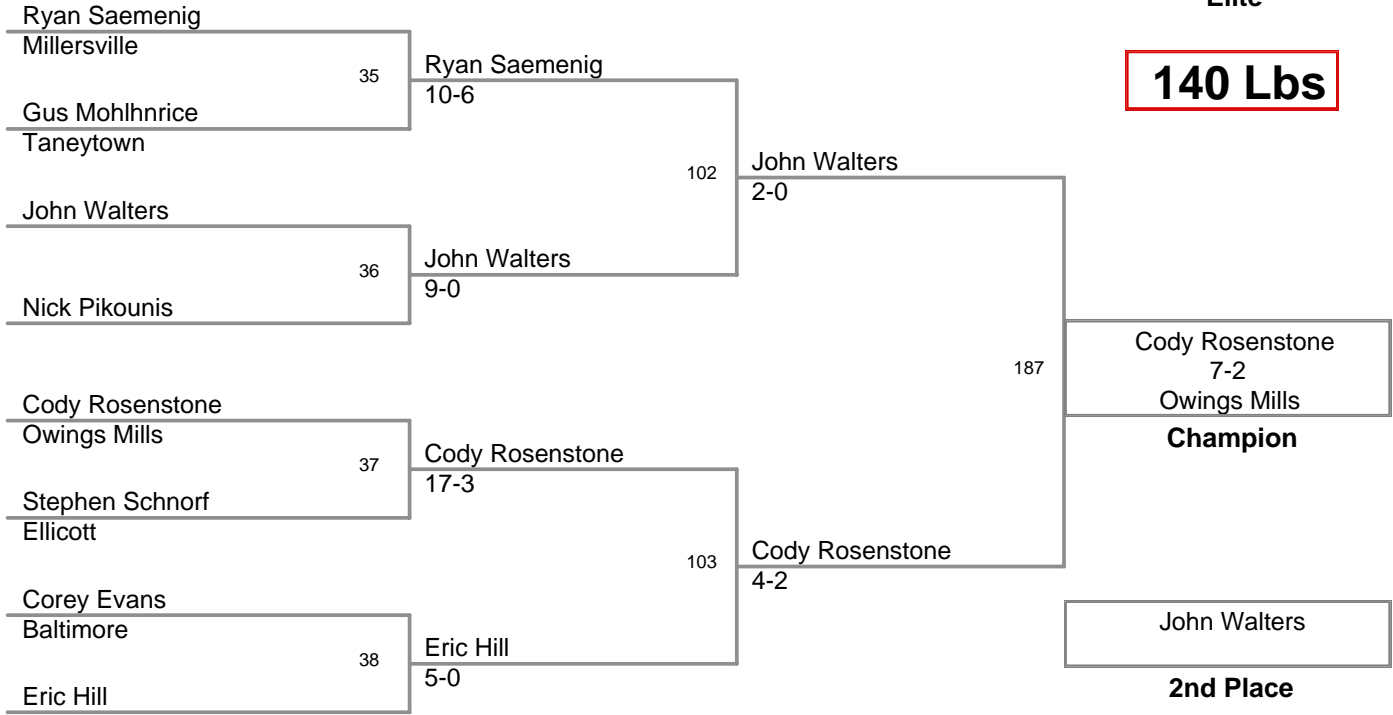 Elite
140 Lbs
Ryan Saemenig
Millersville
35
Gus Mohlhnrice
Taneytown
Ryan Saemenig
10-6
John Walters
36
Nick Pikounis
John Walters
9-0
102
John Walters
2-0
Cody Rosenstone
Owings Mills
37
Stephen Schnorf
Ellicott
Cody Rosenstone
17-3
Corey Evans
Baltimore
38
Eric Hill
Eric Hill
5-0
103
Cody Rosenstone
4-2
187
Cody Rosenstone
7-2
Owings Mills
Champion
John Walters
2nd Place